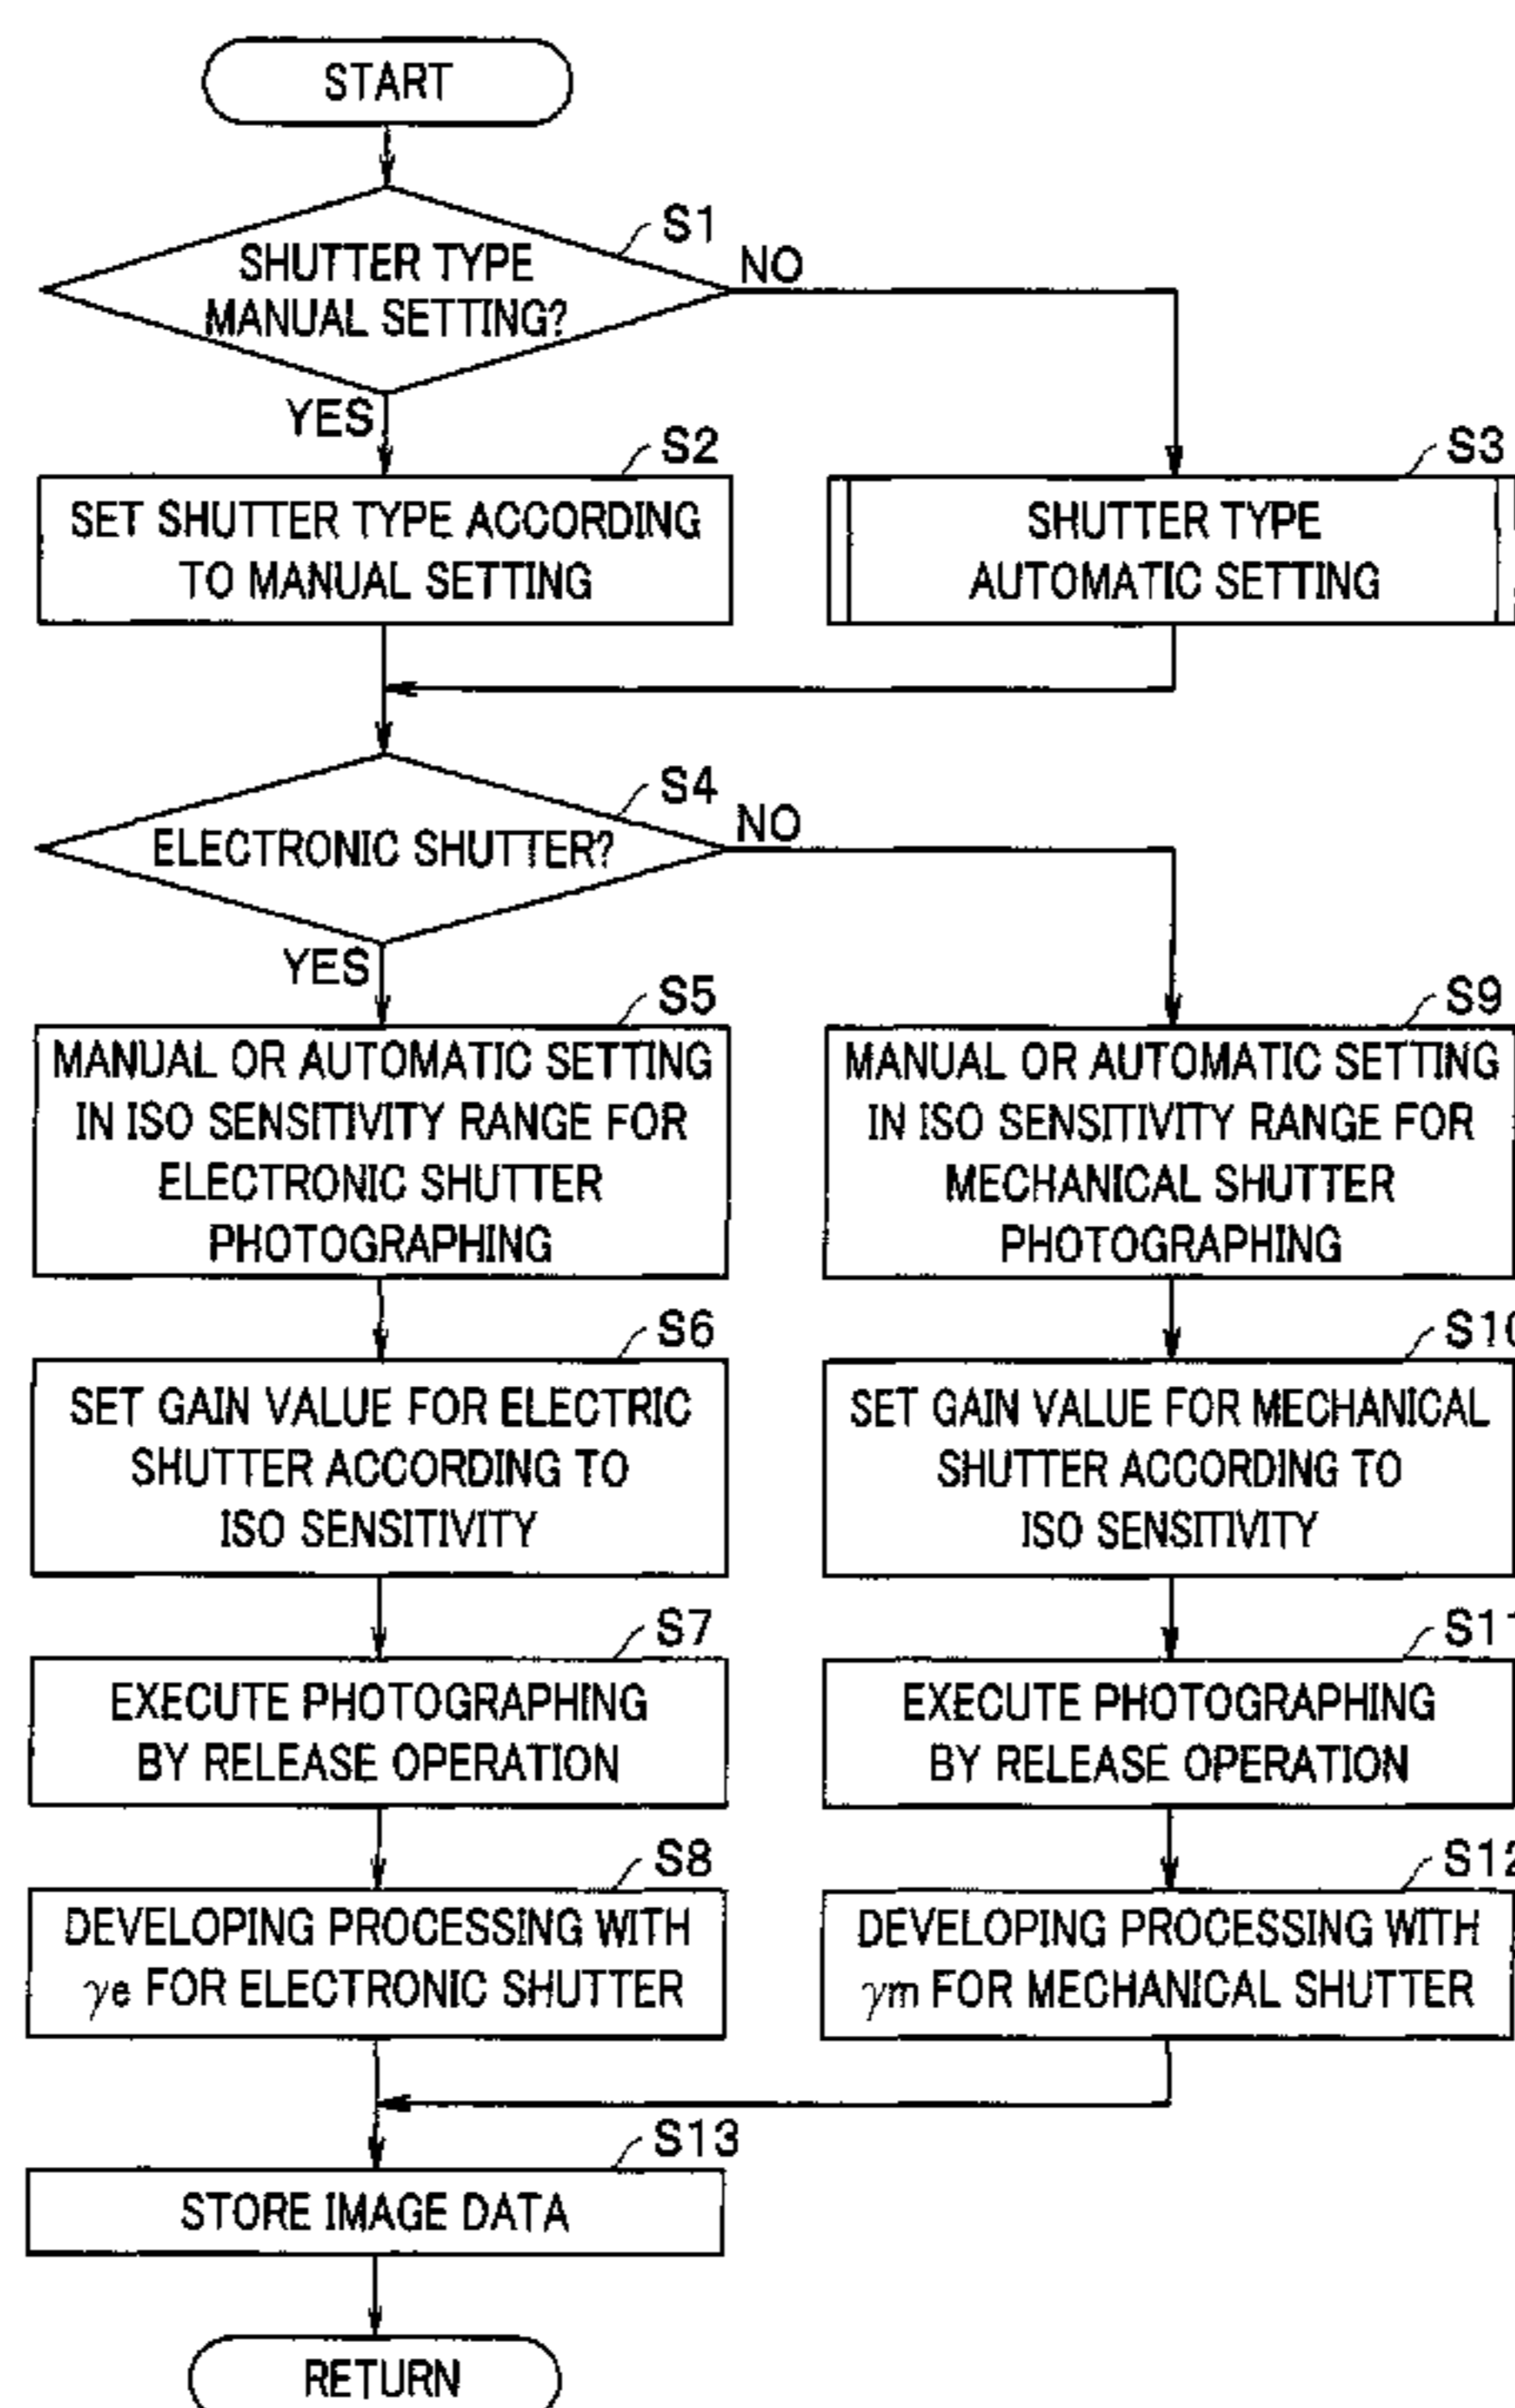 START
S1
SHUTTER TYPE
MANUAL SETTING?
NO
YES
S2
SET SHUTTER TYPE ACCORDING
TO MANUAL SETTING
S3
SHUTTER TYPE
AUTOMATIC SETTING
S4
ELECTRONIC SHUTTER?
NO
YES
S5
MANUAL OR AUTOMATIC SETTING
IN ISO SENSITIVITY RANGE FOR
ELECTRONIC SHUTTER
PHOTOGRAPHING
S9
MANUAL OR AUTOMATIC SETTING
IN ISO SENSITIVITY RANGE FOR
MECHANICAL SHUTTER
PHOTOGRAPHING
S6
SET GAIN VALUE FOR ELECTRIC
SHUTTER ACCORDING TO
ISO SENSITIVITY
S10
SET GAIN VALUE FOR MECHANICAL
SHUTTER ACCORDING TO
ISO SENSITIVITY
S7
EXECUTE PHOTOGRAPHING
BY RELEASE OPERATION
S11
EXECUTE PHOTOGRAPHING
BY RELEASE OPERATION
S8
DEVELOPING PROCESSING WITH
γe FOR ELECTRONIC SHUTTER
S12
DEVELOPING PROCESSING WITH
γm FOR MECHANICAL SHUTTER
S13
STORE IMAGE DATA
RETURN